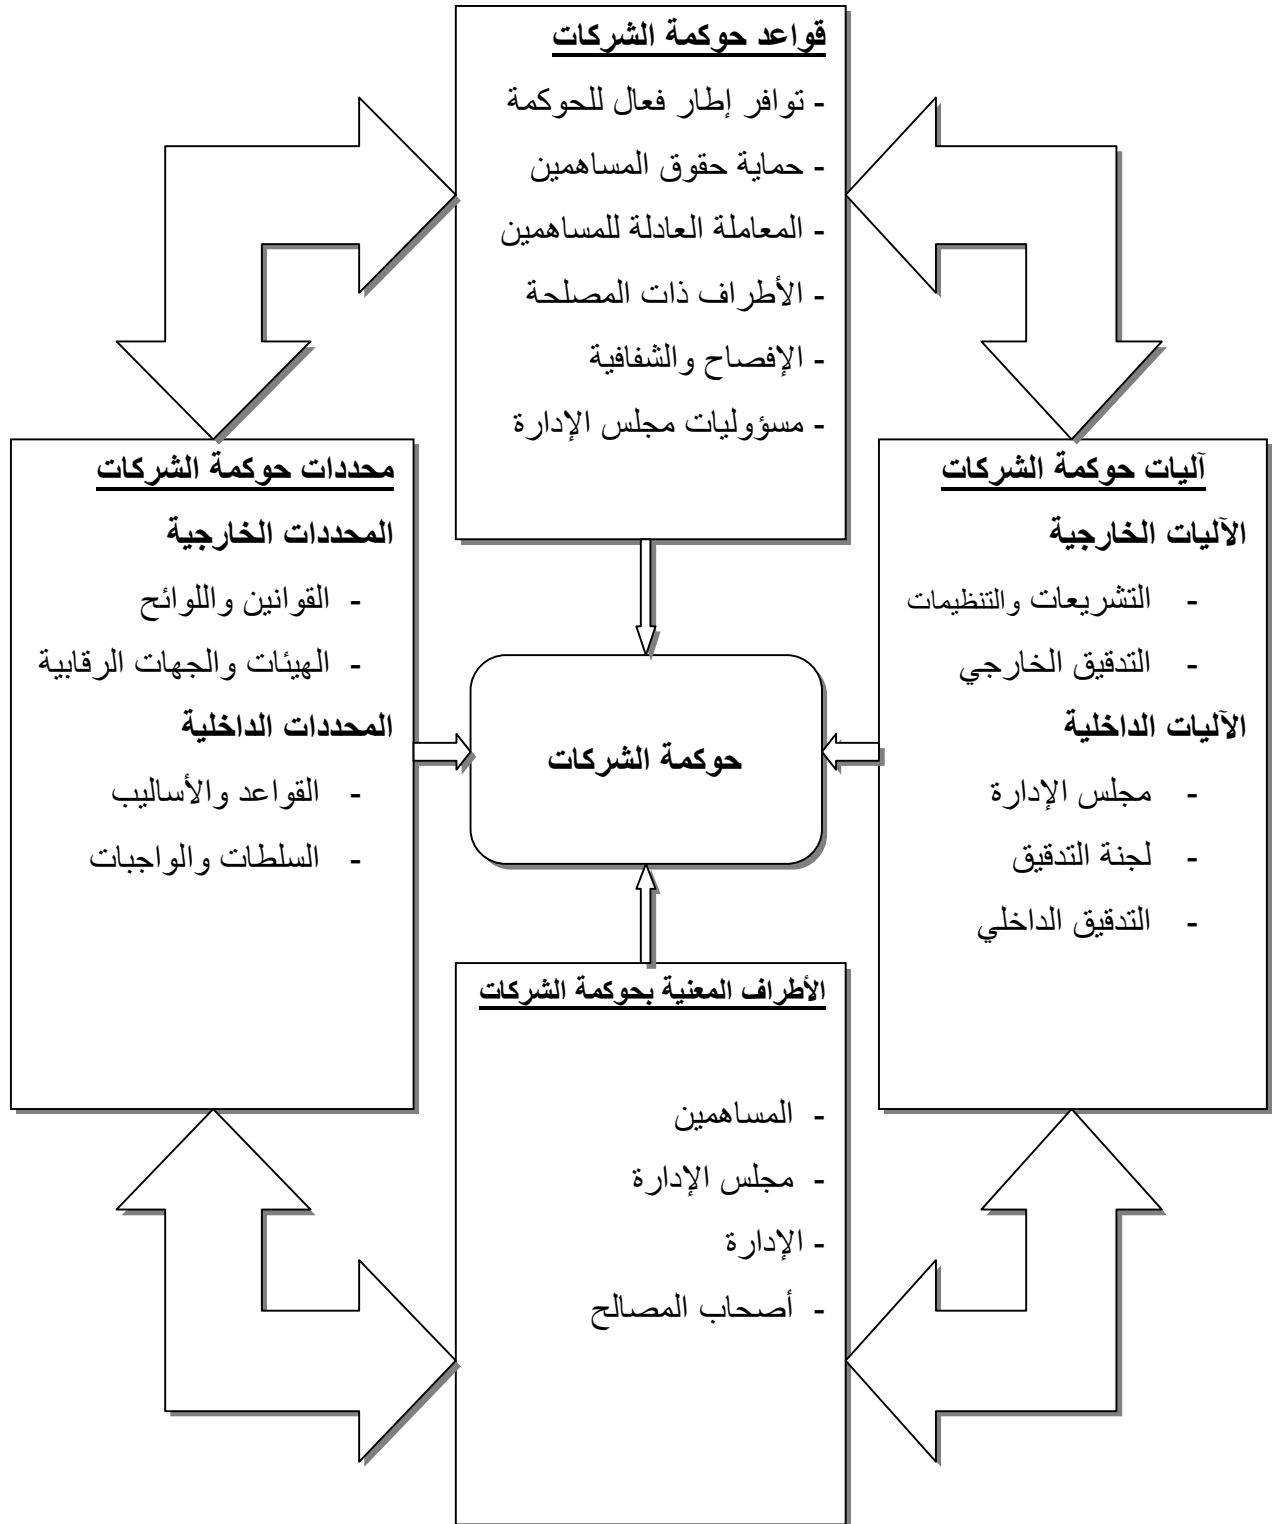 قواعد حوكمة الشركات
- توافر إطار فعال للحوكمة
- حماية حقوق المساهمين
- المعاملة العادلة للمساهمين
- الأطراف ذات المصلحة
- الإفصاح والشفافية
- مسؤوليات مجلس الإدارة
آليات حوكمة الشركات
الآليات الخارجية
- التشريعات والتنظيمات
- التدقيق الخارجي
الآليات الداخلية
- مجلس الإدارة
- لجنة التدقيق
- التدقيق الداخلي
حوكمة الشركات
محددات حوكمة الشركات
المحددات الخارجية
- القوانين واللوائح
- الهيئات والجهات الرقابية
المحددات الداخلية
- القواعد والأساليب
- السلطات والواجبات
الأطراف المعنية بحوكمة الشركات
- المساهمين
- مجلس الإدارة
- الإدارة
- أصحاب المصالح